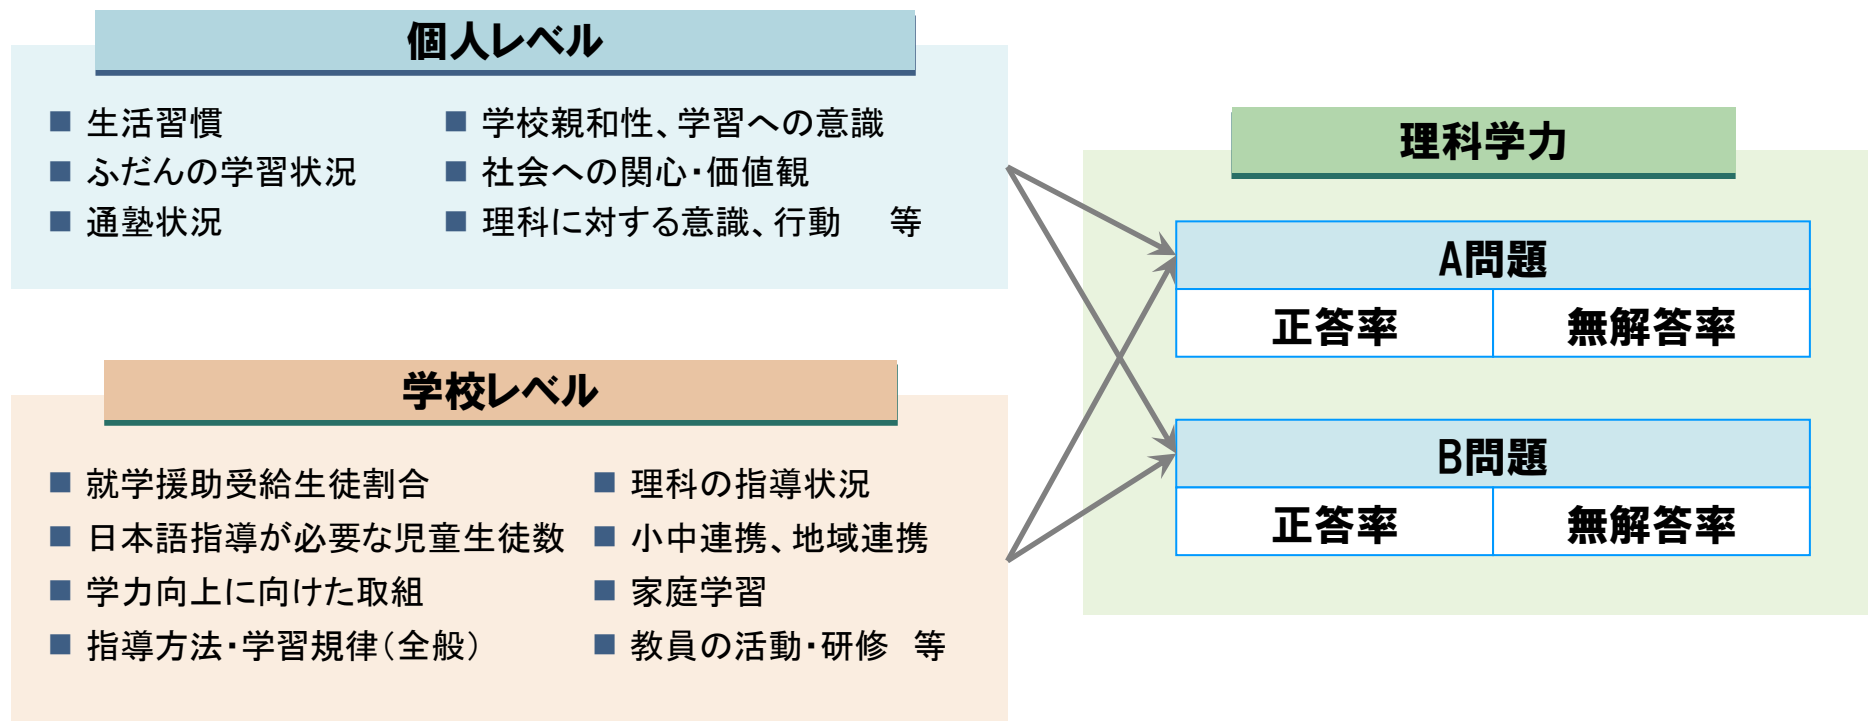 個人レベル
生活習慣
ふだんの学習状況
通塾状況
学校親和性、学習への意識
社会への関心・価値観
理科に対する意識、行動　等
学校レベル
就学援助受給生徒割合
日本語指導が必要な児童生徒数
学力向上に向けた取組
指導方法・学習規律（全般）
理科の指導状況
小中連携、地域連携
家庭学習
教員の活動・研修　等
理科学力
A問題
正答率　無解答率
B問題
正答率　無解答率